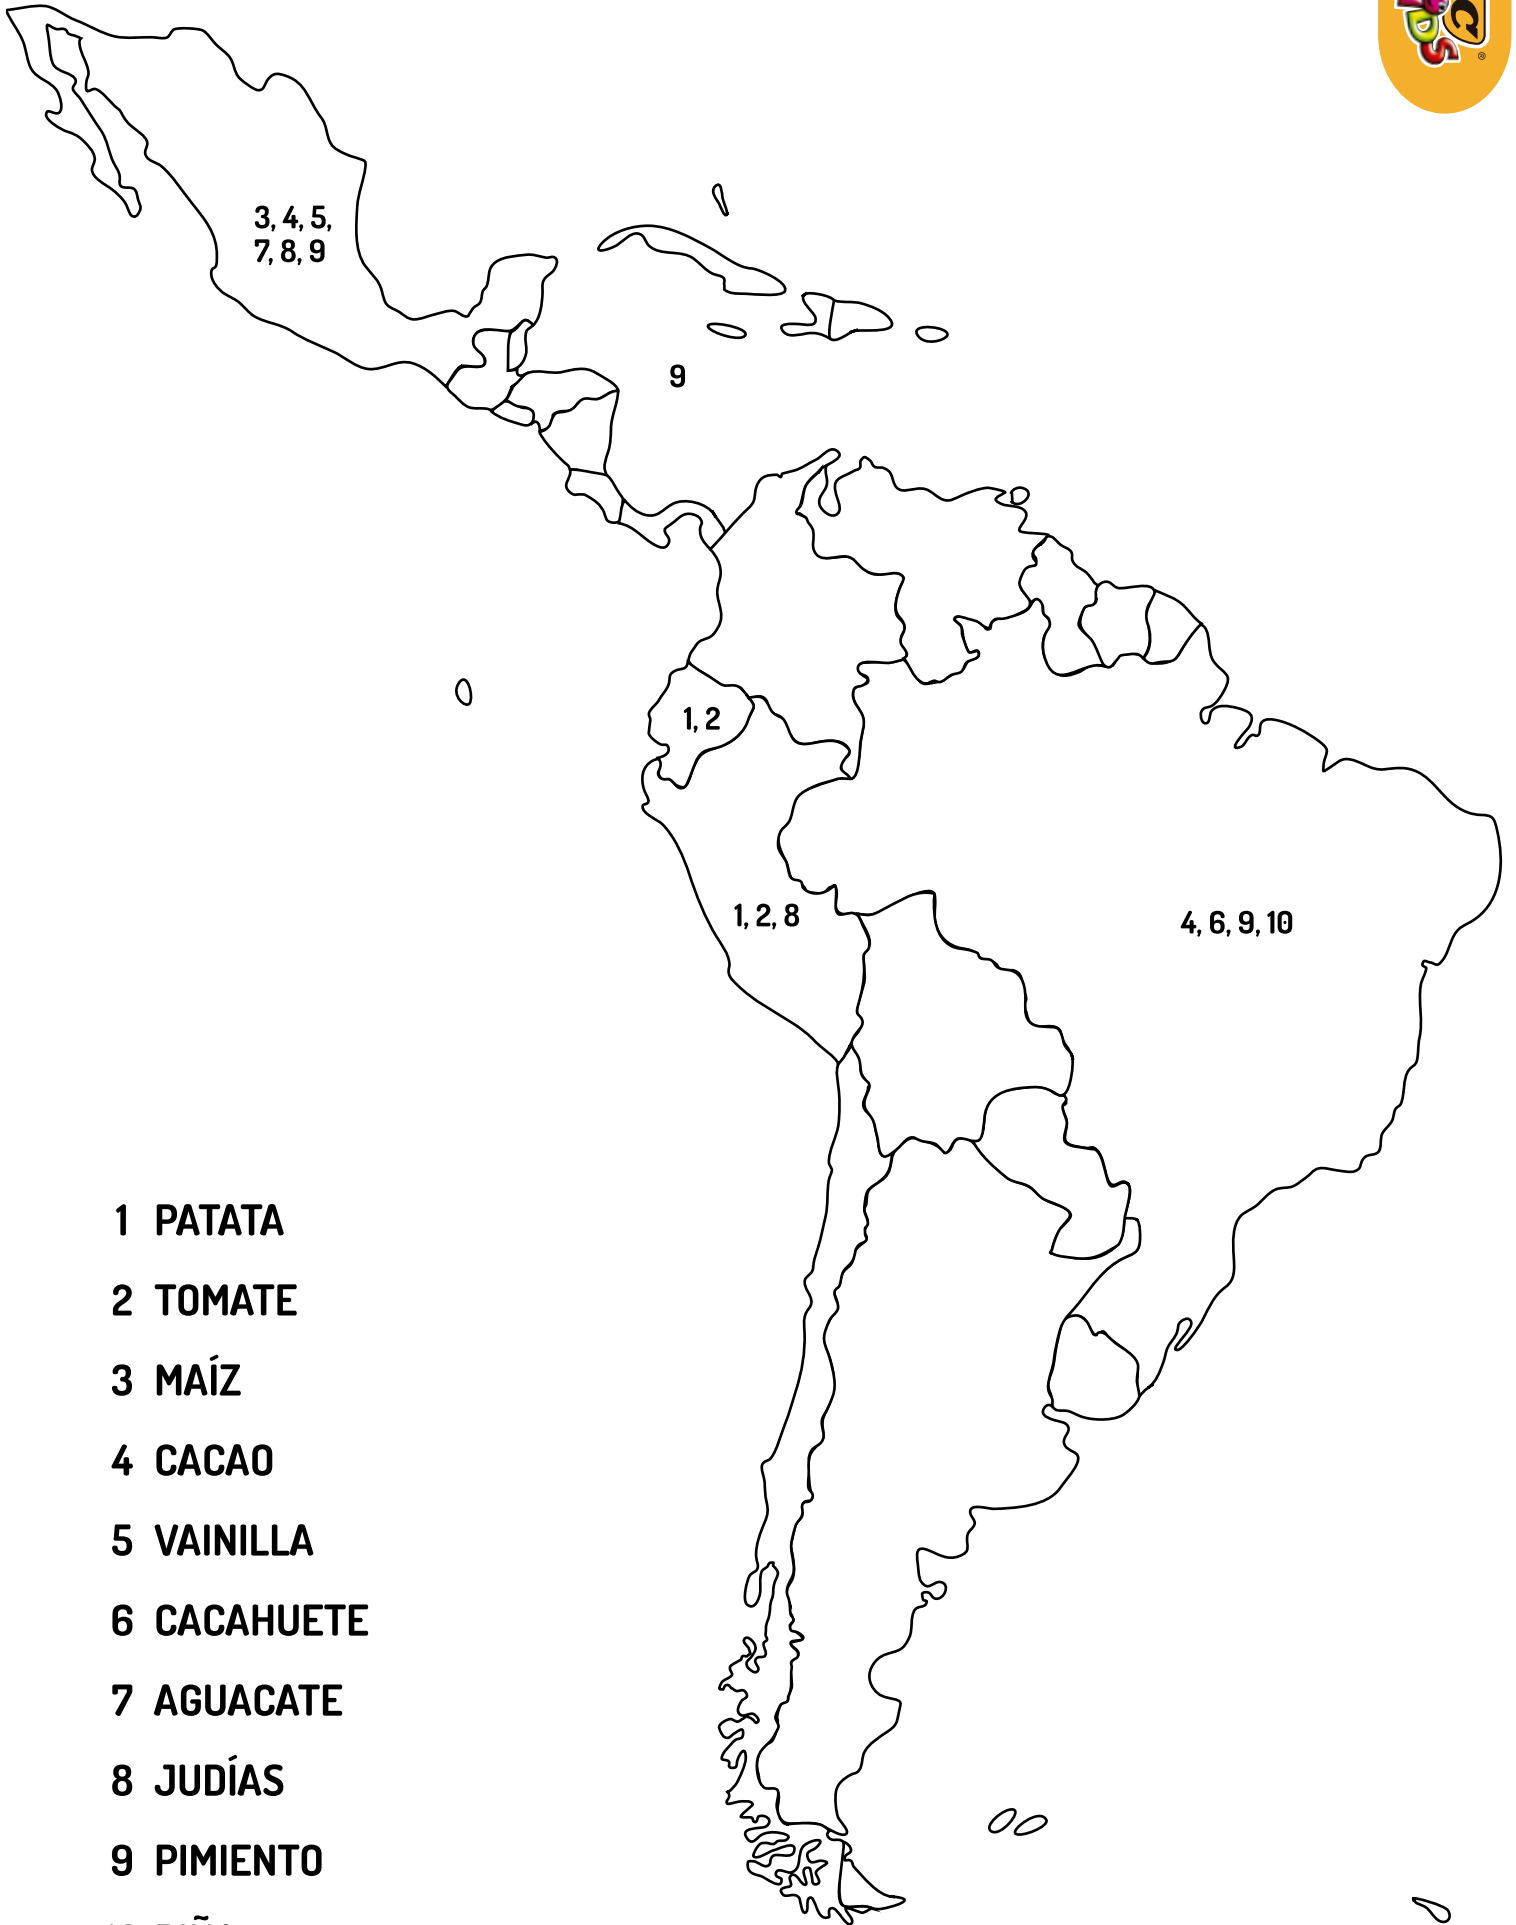 3, 4, 5,
7, 8, 9
9
1, 2
1, 2, 8
4, 6, 9, 10
1 PATATA
2 TOMATE
3 MAÍZ
4 CACAO
5 VAINILLA
6 CACAHUETE
7 AGUACATE
8 JUDÍAS
9 PIMIENTO